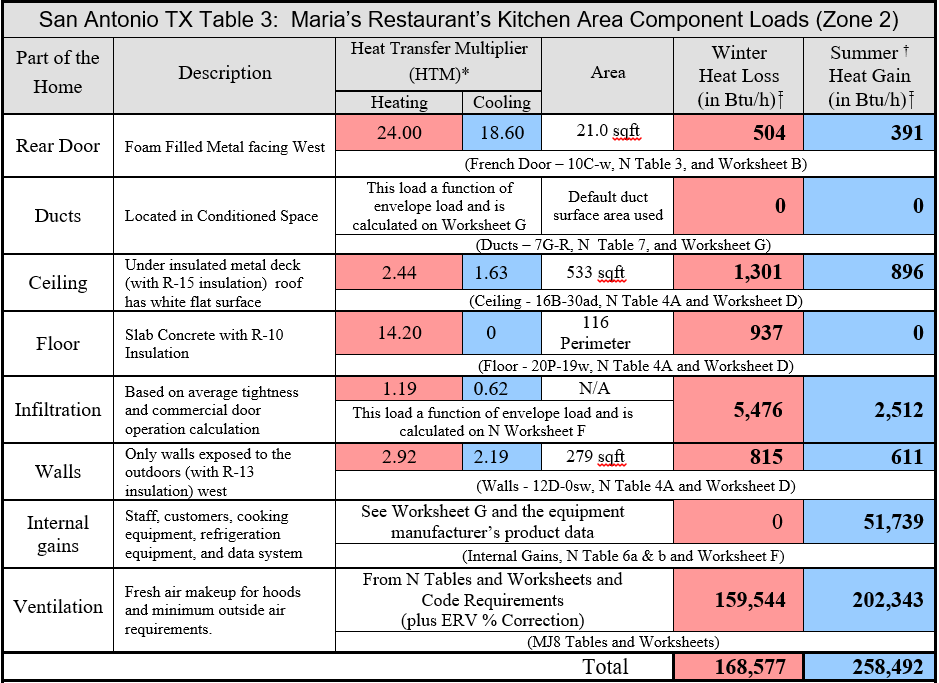 San Antonio TX Table 3:  Maria's Restaurant's Kitchen Area Component Loads (Zone 2)
Part of the
Home
Description
Heat Transfer Multiplier
(HTM)*
Heating
Cooling
Area
Winter
Heat Loss
(in Btu/h)‡
Summer †
Heat Gain
(in Btu/h)‡
Rear Door
Foam Filled Metal facing West
24.00
18.60
21.0 sqft
504
391
(French Door – 10C-w, N Table 3, and Worksheet B)
Ducts
Located in Conditioned Space
This load a function of
envelope load and is
calculated on Worksheet G
Default duct
surface area used
0
0
(Ducts – 7G-R, N  Table 7, and Worksheet G)
Ceiling
Under insulated metal deck
(with R-15 insulation)  roof
has white flat surface
2.44
1.63
533 sqft
1,301
896
(Ceiling - 16B-30ad, N Table 4A and Worksheet D)
Floor
Slab Concrete with R-10
Insulation
14.20
0
116
Perimeter
937
0
(Floor - 20P-19w, N Table 4A and Worksheet D)
Infiltration
Based on average tightness
and commercial door
operation calculation
1.19
0.62
N/A
This load a function of envelope load and is
calculated on N Worksheet F
5,476
2,512
Walls
Only walls exposed to the
outdoors (with R-13
insulation) west
2.92
2.19
279 sqft
815
611
(Walls - 12D-0sw, N Table 4A and Worksheet D)
Internal
gains
Staff, customers, cooking
equipment, refrigeration
equipment, and data system
See Worksheet G and the equipment
manufacturer's product data
0
51,739
(Internal Gains, N Table 6a & b and Worksheet F)
Ventilation
Fresh air makeup for hoods
and minimum outside air
requirements.
From N Tables and Worksheets and
Code Requirements
(plus ERV % Correction)
159,544
202,343
(MJ8 Tables and Worksheets)
Total
168,577
258,492